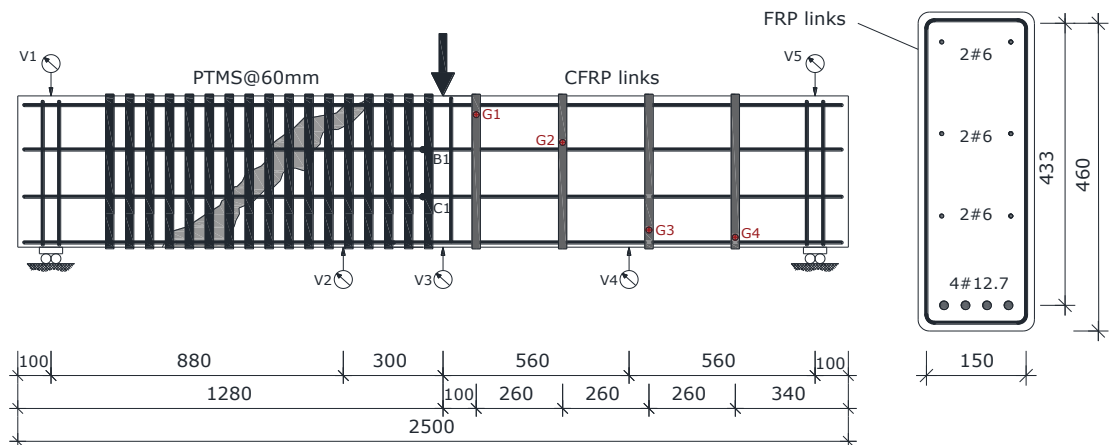 V1
PTMS@60mm
CFRP links
V5
FRP links
G1
G2
B1
C1
G3
G4
V2
V3
V4
2#6
2#6
2#6
4#12.7
433
460
150
100 880 300 560 560 100
1280 100 260 260 260 340
2500